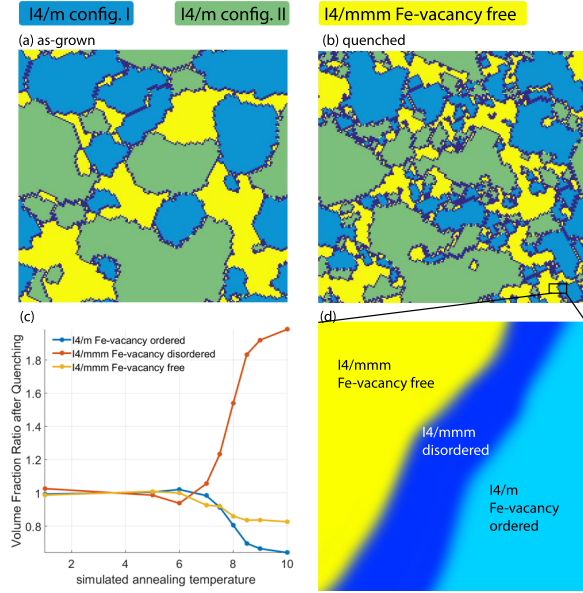 I4/m config. I
I4/m config. II
I4/mmm Fe-vacancy free
(a) as-grown
(b) quenched
(c)
Volume Fraction Ratio after Quenching
1.8
1.6
1.4
1.2
1
0.8
I4/m Fe-vacancy ordered
I4/mmm Fe-vacancy disordered
I4/mmm Fe-vacancy free
2
4
6
8
10
simulated annealing temperature
(d)
I4/mmm
Fe-vacancy free
I4/mmm
disordered
I4/m
Fe-vacancy
ordered